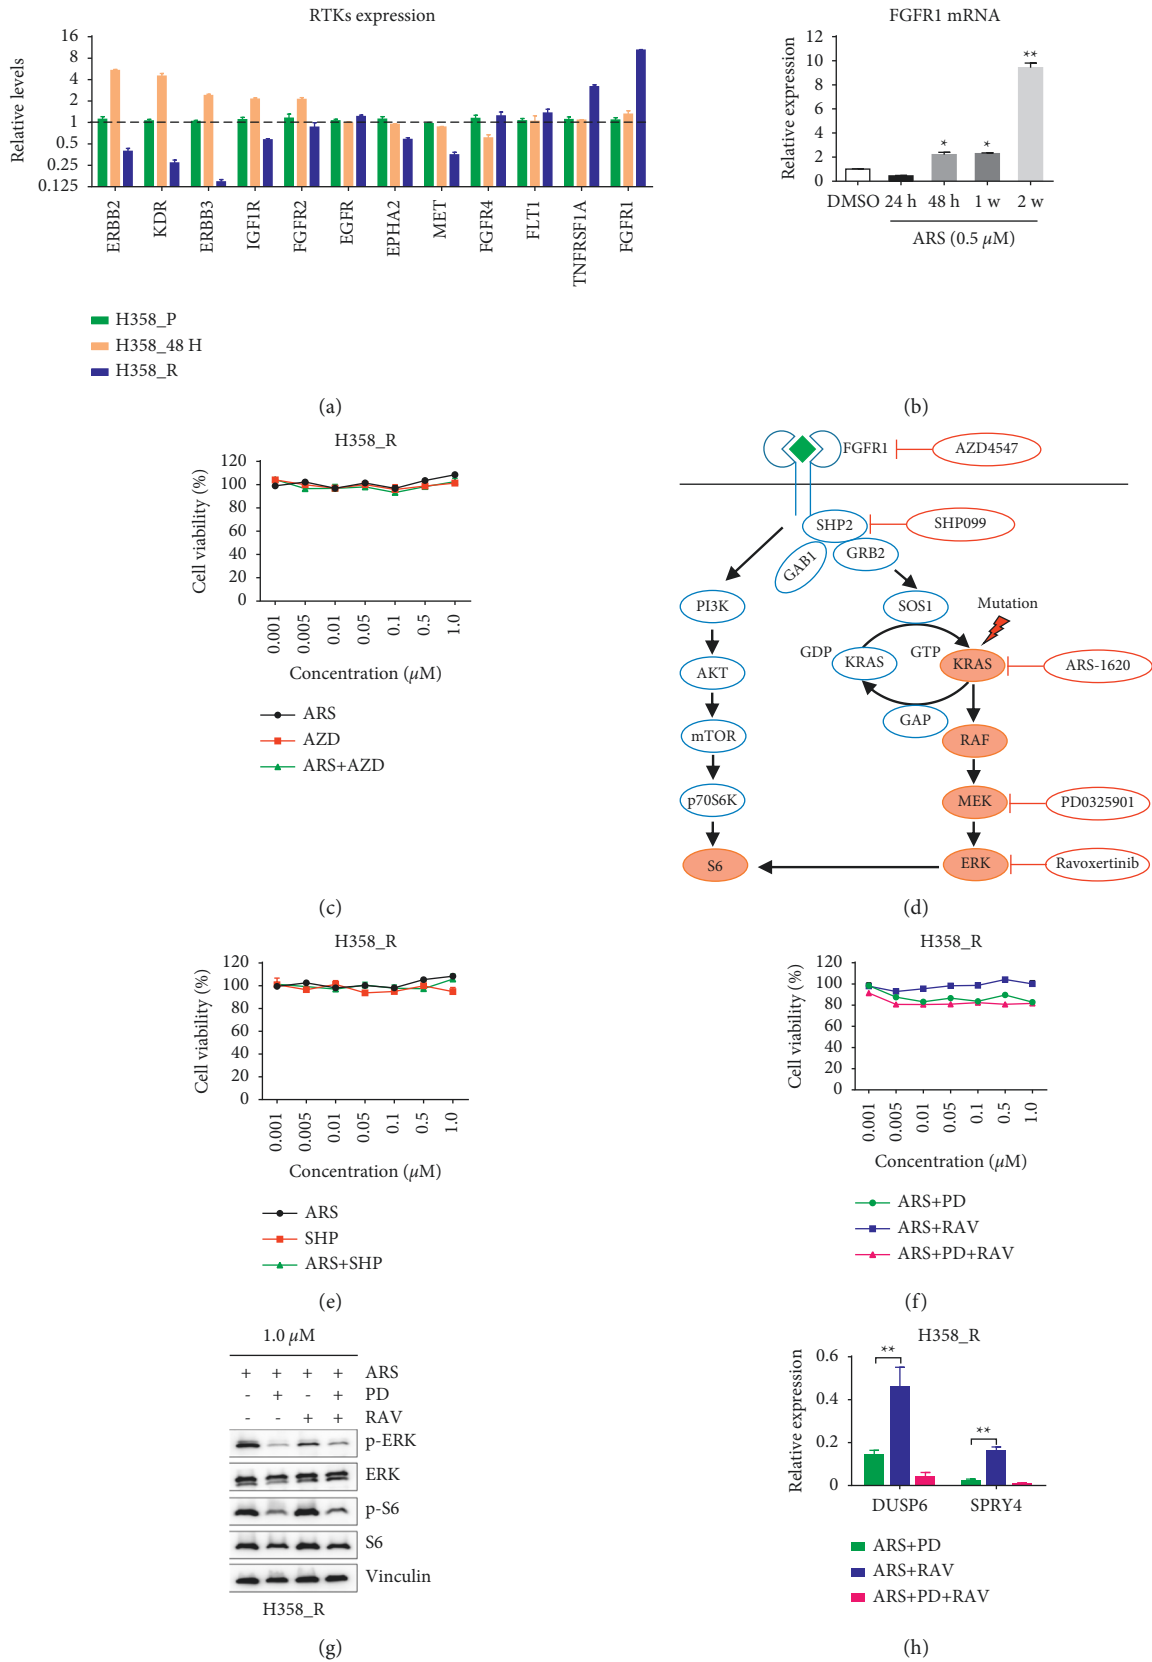 RTKs expression
Relative levels
16
8
4
2
1
0.5
0.25
0.125
ERBB2
KDR
ERBB3
IGF1R
FGFR2
EGFR
EPHA2
MET
FGFR4
FLT1
TNFRSF1A
FGFR1
H358_P
H358_48 H
H358_R
(a)
FGFR1 mRNA
Relative expression
12
10
8
6
4
2
0
*
*
**
DMSO 24 h 48 h 1 w 2 w
ARS (0.5 μM)
(b)
H358_R
Cell viability (%)
120
100
80
60
40
20
0
0.001
0.005
0.01
0.05
0.1
0.5
1.0
Concentration (μM)
ARS
AZD
ARS+AZD
(c)
FGFR1
AZD4547
SHP2
SHP099
GAB1
GRB2
PI3K
SOS1
Mutation
GDP
KRAS
GTP
KRAS
ARS-1620
AKT
GAP
mTOR
RAF
p70S6K
MEK
PD0325901
S6
ERK
Ravoxertinib
(d)
H358_R
Cell viability (%)
120
100
80
60
40
20
0
0.001
0.005
0.01
0.05
0.1
0.5
1.0
Concentration (μM)
ARS
SHP
ARS+SHP
(e)
H358_R
Cell viability (%)
120
100
80
60
40
20
0
0.001
0.005
0.01
0.05
0.1
0.5
1.0
Concentration (μM)
ARS+PD
ARS+RAV
ARS+PD+RAV
(f)
1.0 μM
+ + + + ARS
- + - + PD
- - + + RAV
p-ERK
ERK
p-S6
S6
Vinculin
H358_R
(g)
H358_R
Relative expression
0.6
0.4
0.2
0
**
**
DUSP6 SPRY4
ARS+PD
ARS+RAV
ARS+PD+RAV
(h)